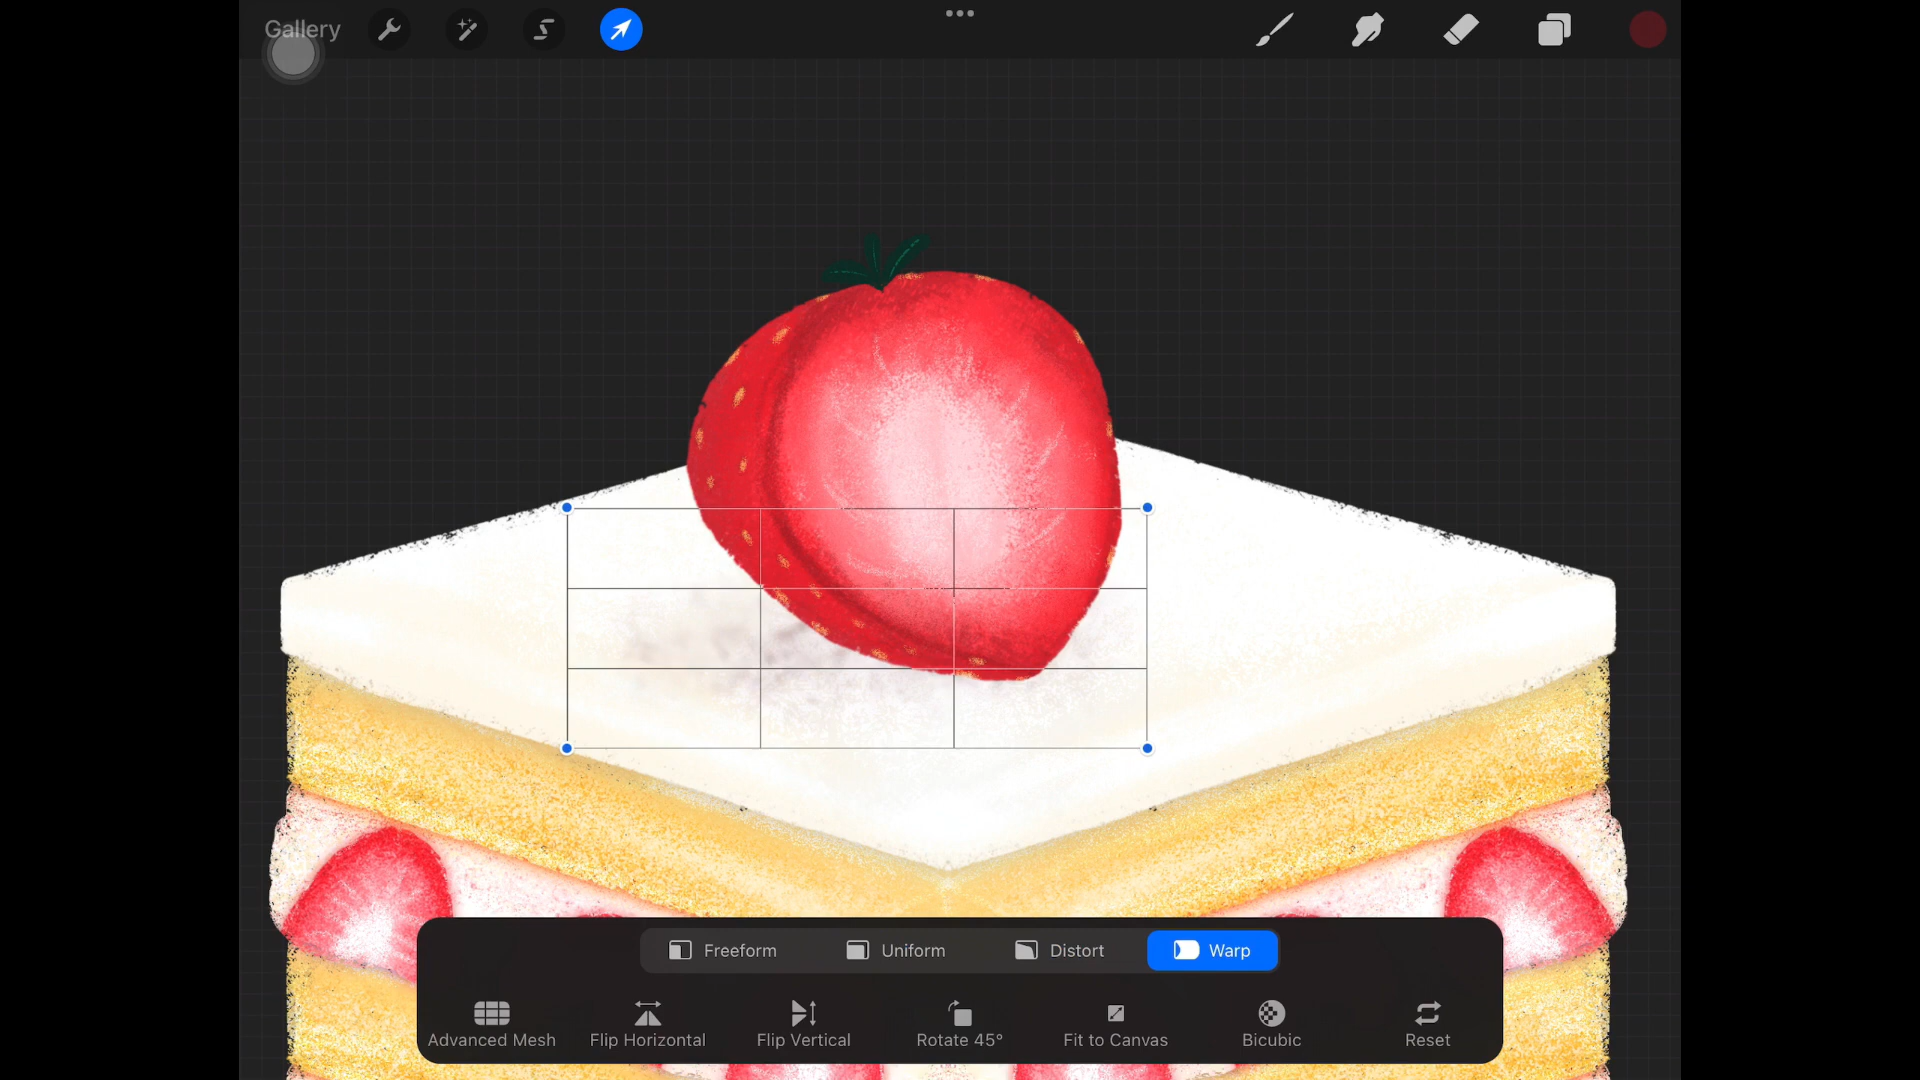 Gallery
Freeform Uniform Distort Warp
Advanced Mesh Flip Horizontal Flip Vertical Rotate 45° Fit to Canvas Bicubic Reset